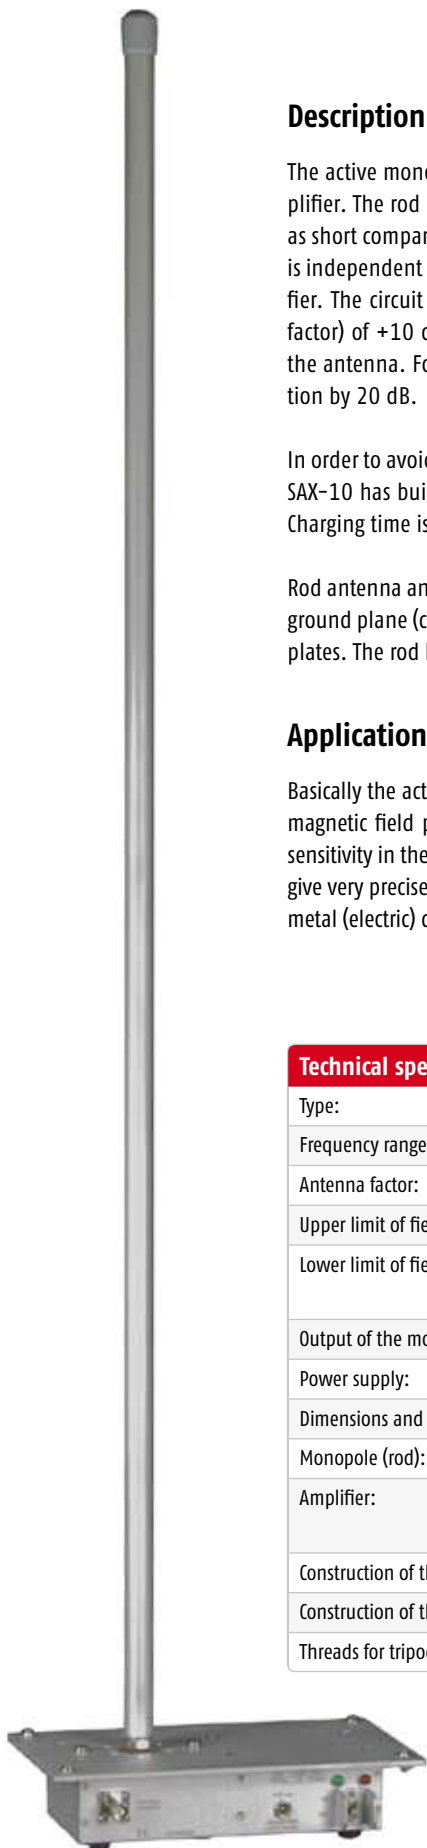 Description
The active mono
plifier. The rod
as short compar
is independent
fier. The circuit
factor) of +10 d
the antenna. Fo
tion by 20 dB.
In order to avoid
SAX-10 has buil
Charging time is
Rod antenna an
ground plane (c
plates. The rod
Application
Basically the act
magnetic field p
sensitivity in the
give very precise
metal (electric) c
Technical spe
Type:
Frequency range
Antenna factor:
Upper limit of fie
Lower limit of fie
Output of the mo
Power supply:
Dimensions and
Monopole (rod):
Amplifier:
Construction of th
Construction of th
Threads for tripo